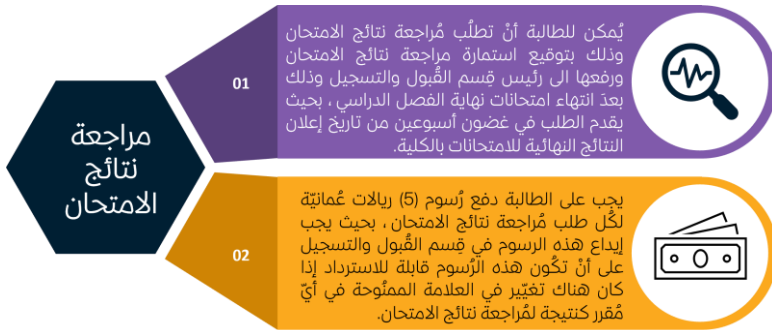 مراجعة
نتائج
الامتحان
01
يُمكن للطالبة أنْ تطلُب مُراجعة نتائج الامتحان
وذلك بتوقيع استمارة مراجعة نتائج الامتحان
ورفعها الى رئيس قِسم القُبول والتسجيل وذلك
بعدَ انتهاء امتحانات نهاية الفصل الدراسي ، بحيث
يقدم الطلب في غضون أسبوعين من تاريخ إعلان
النتائج النهائية للامتحانات بالكلية.
02
يجب على الطالبة دفع رُسوم (5) ريالات عُمانيّة
لكُل طلب مُراجعة نتائج الامتحان ، بحيث يجب
إيداع هذه الرسوم في قِسم القُبول والتسجيل
على أنْ تكُون هذه الرُسوم قابلة للاسترداد إذا
كان هناك تغيّير في العلامة الممنُوحة في أيّ
مُقرر كنتيجة لمُراجعة نتائج الامتحان.